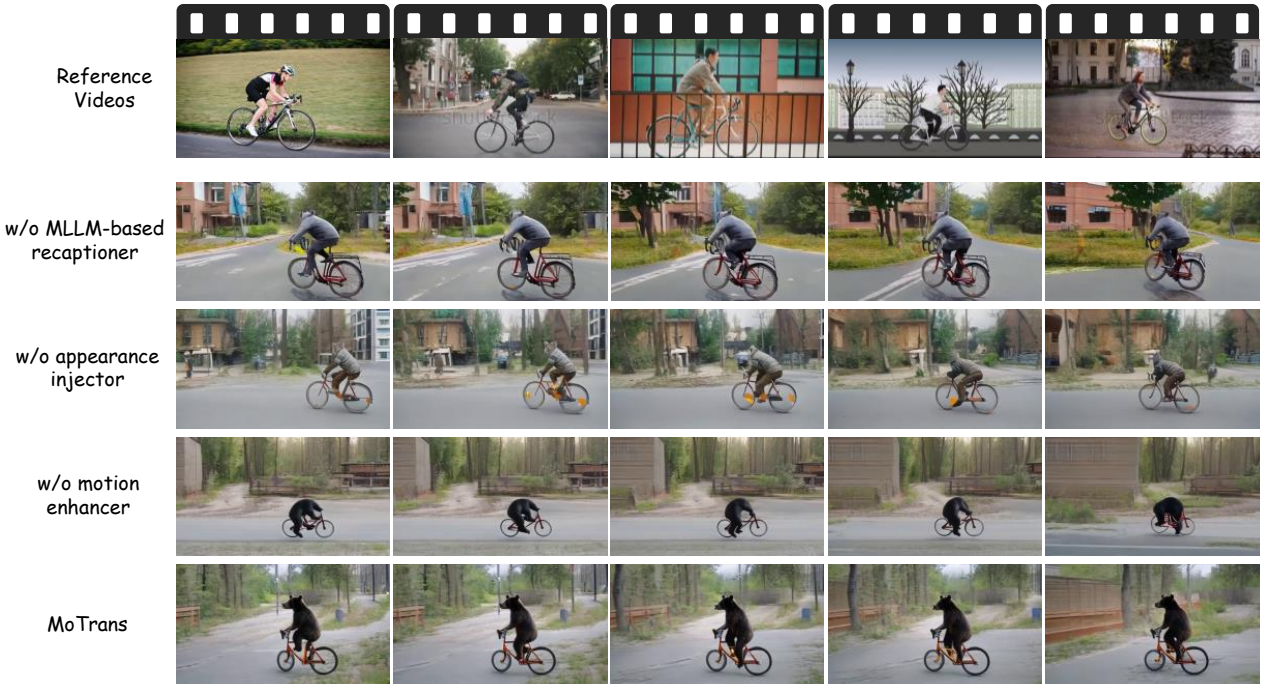 Reference
Videos
w/o MLLM-based
recaptioner
w/o appearance
injector
w/o motion
enhancer
MoTrans